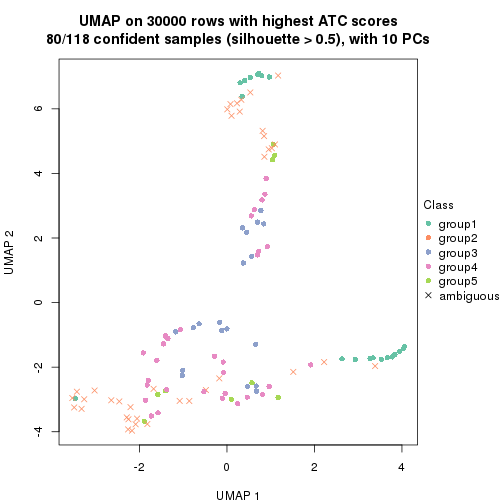 UMAP on 30000 rows with highest ATC scores
80/118 confident samples (silhouette > 0.5), with 10 PCs
UMAP 2
6
4
2
0
-2
-4
-2
0
2
4
UMAP 1
Class
group1
group2
group3
group4
group5
ambiguous